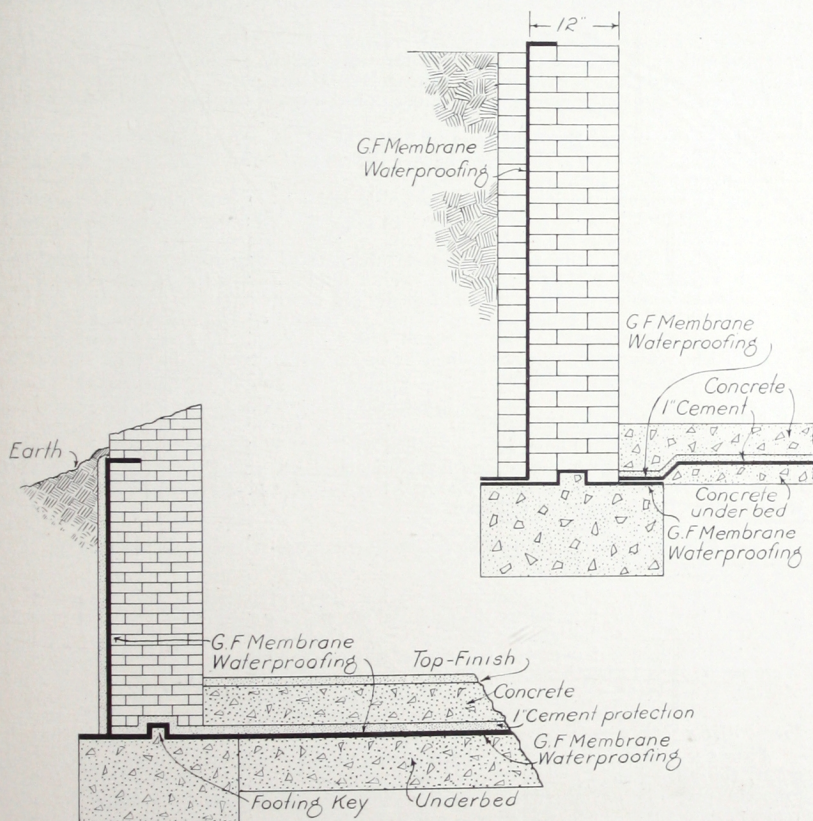 12"
G.F Membrane
Waterproofing
G.F Membrane
Waterproofing
Concrete
1" Cement
Concrete
under bed
G.F Membrane
Waterproofing
Earth
G.F Membrane
Waterproofing
Top-Finish
Concrete
1" Cement protection
G.F Membrane
Waterproofing
Footing Key
Underbed